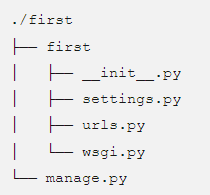 ./first
├── first
│   ├── __init__.py
│   ├── settings.py
│   ├── urls.py
│   └── wsgi.py
└── manage.py